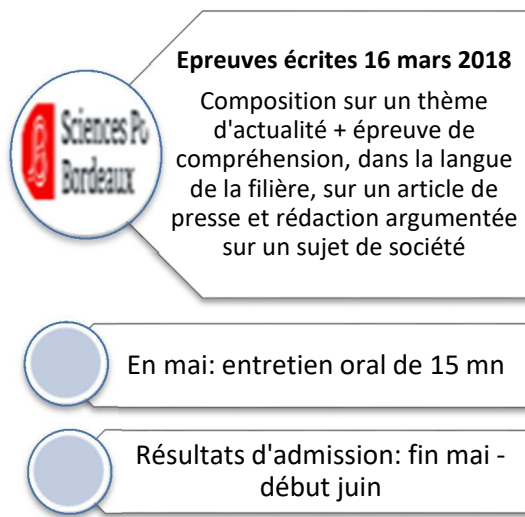 Epreuves écrites 16 mars 2018
Composition sur un thème
d'actualité + épreuve de
compréhension, dans la langue
de la filière, sur un article de
presse et rédaction argumentée
sur un sujet de société
Sciences Po
Bordeaux
En mai: entretien oral de 15 mn
Résultats d'admission: fin mai -
début juin